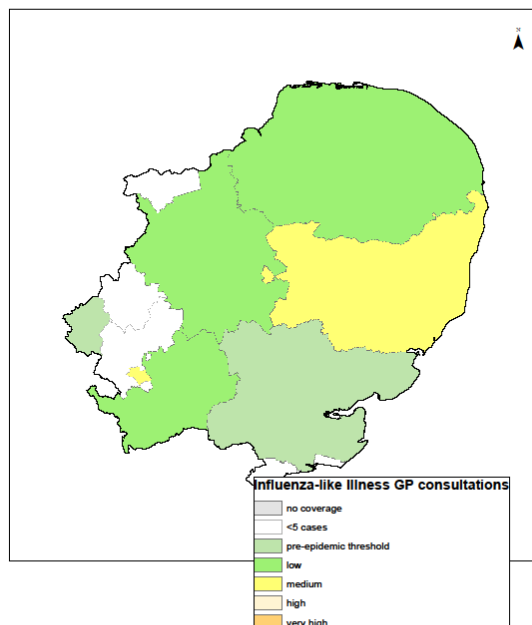 Influenza-like Illness GP consultations
no coverage
<5 cases
pre-epidemic threshold
low
medium
high
very high